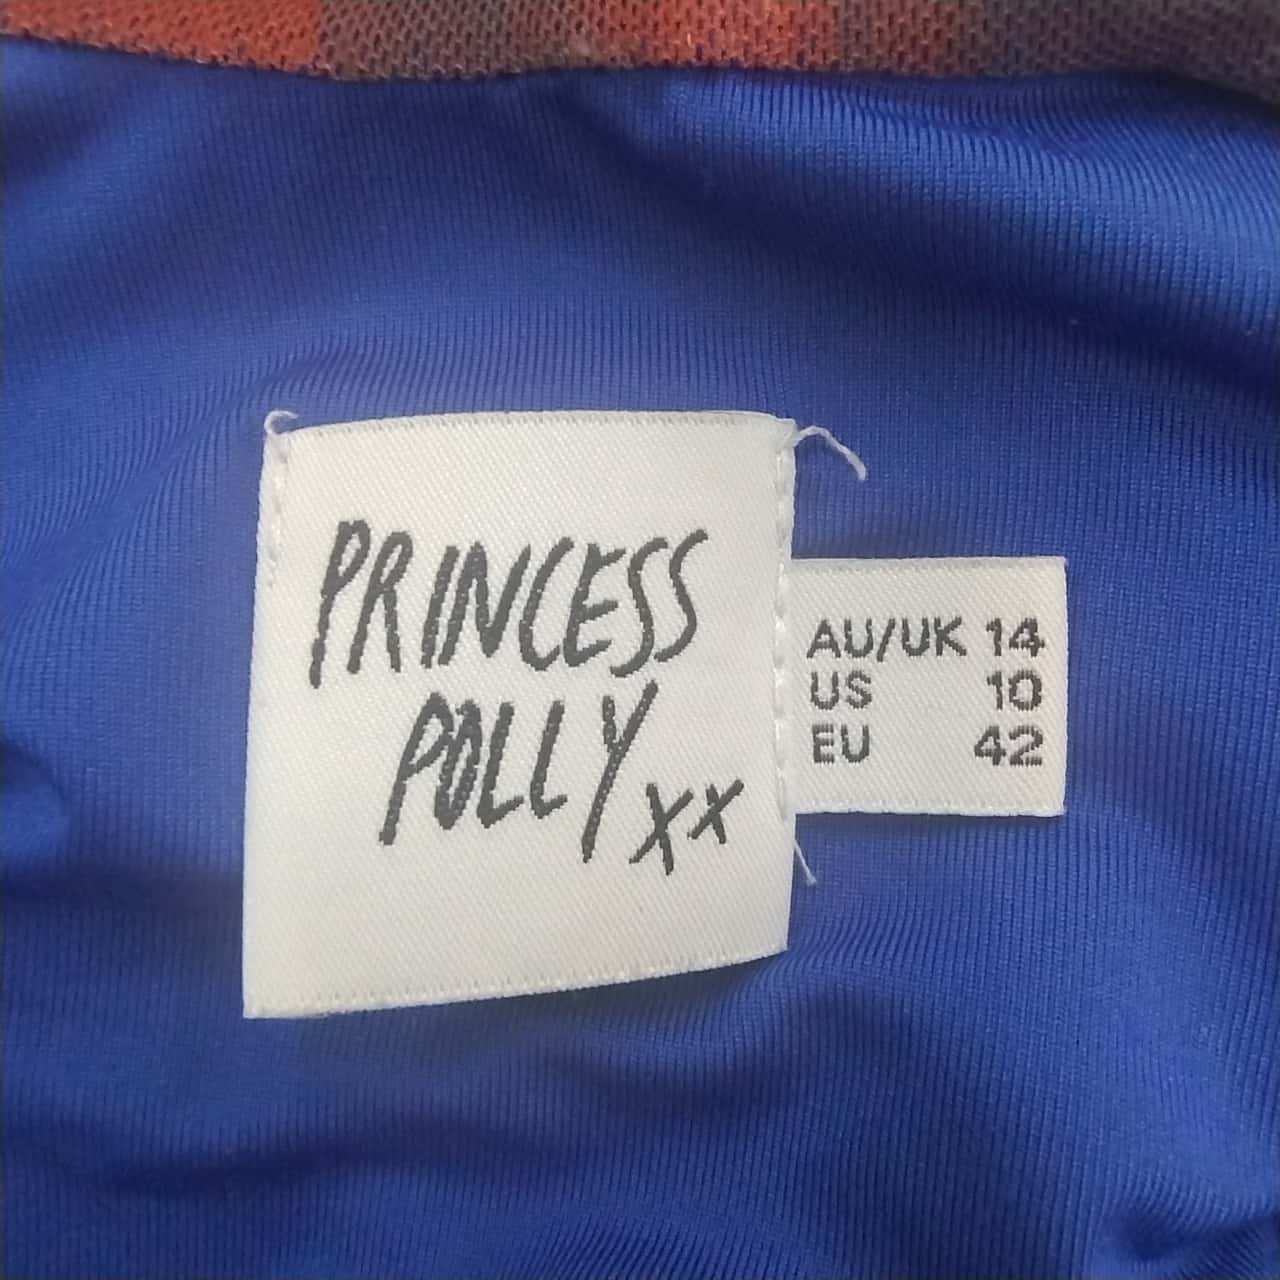 PRINCESS
POLLY xx
AU/UK 14
US 10
EU 42